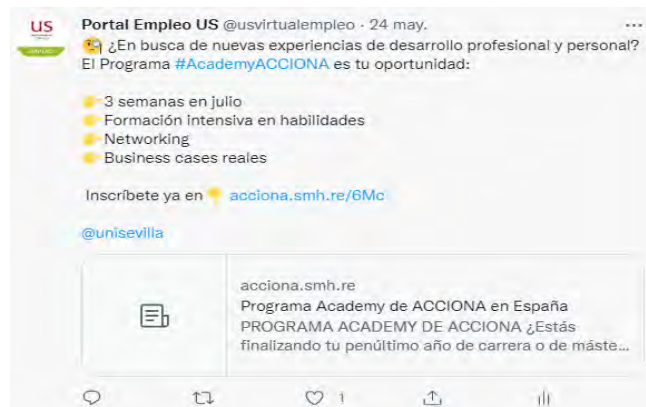 US
Portal Empleo US @usvirtualempleo · 24 may. ...
🧐 ¿En busca de nuevas experiencias de desarrollo profesional y personal?
El Programa #AcademyACCIONA es tu oportunidad:
👉3 semanas en julio
👉Formación intensiva en habilidades
👉Networking
👉Business cases reales
Inscríbete ya en 👇 acciona.smh.re/6Mc
@unisevilla
acciona.smh.re
Programa Academy de ACCIONA en España
PROGRAMA ACADEMY DE ACCIONA ¿Estás
finalizando tu penúltimo año de carrera o de máste...
1